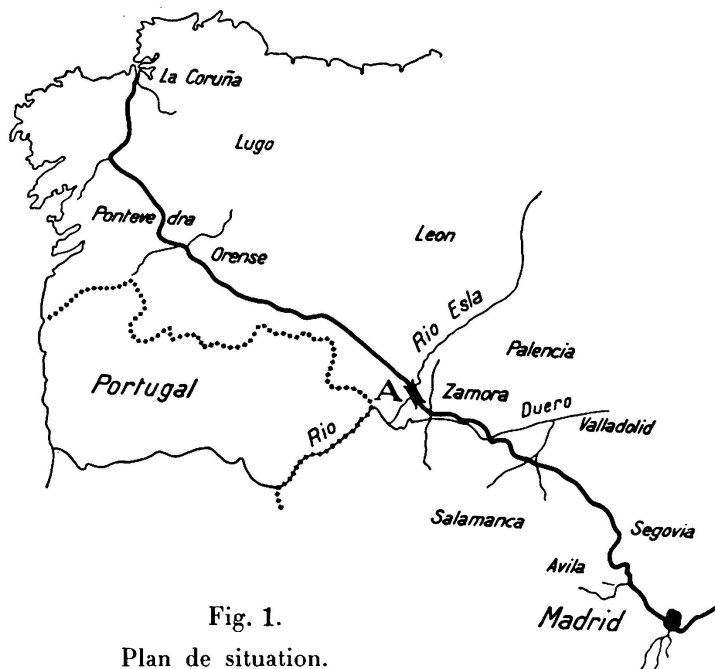 La Coruña
Lugo
Ponteve dra
Orense
Leon
Rio Esla
Palencia
Portugal
A
Zamora
Rio
Duero
Valladolid
Salamanca
Segovia
Avila
Madrid
Fig. 1.
Plan de situation.